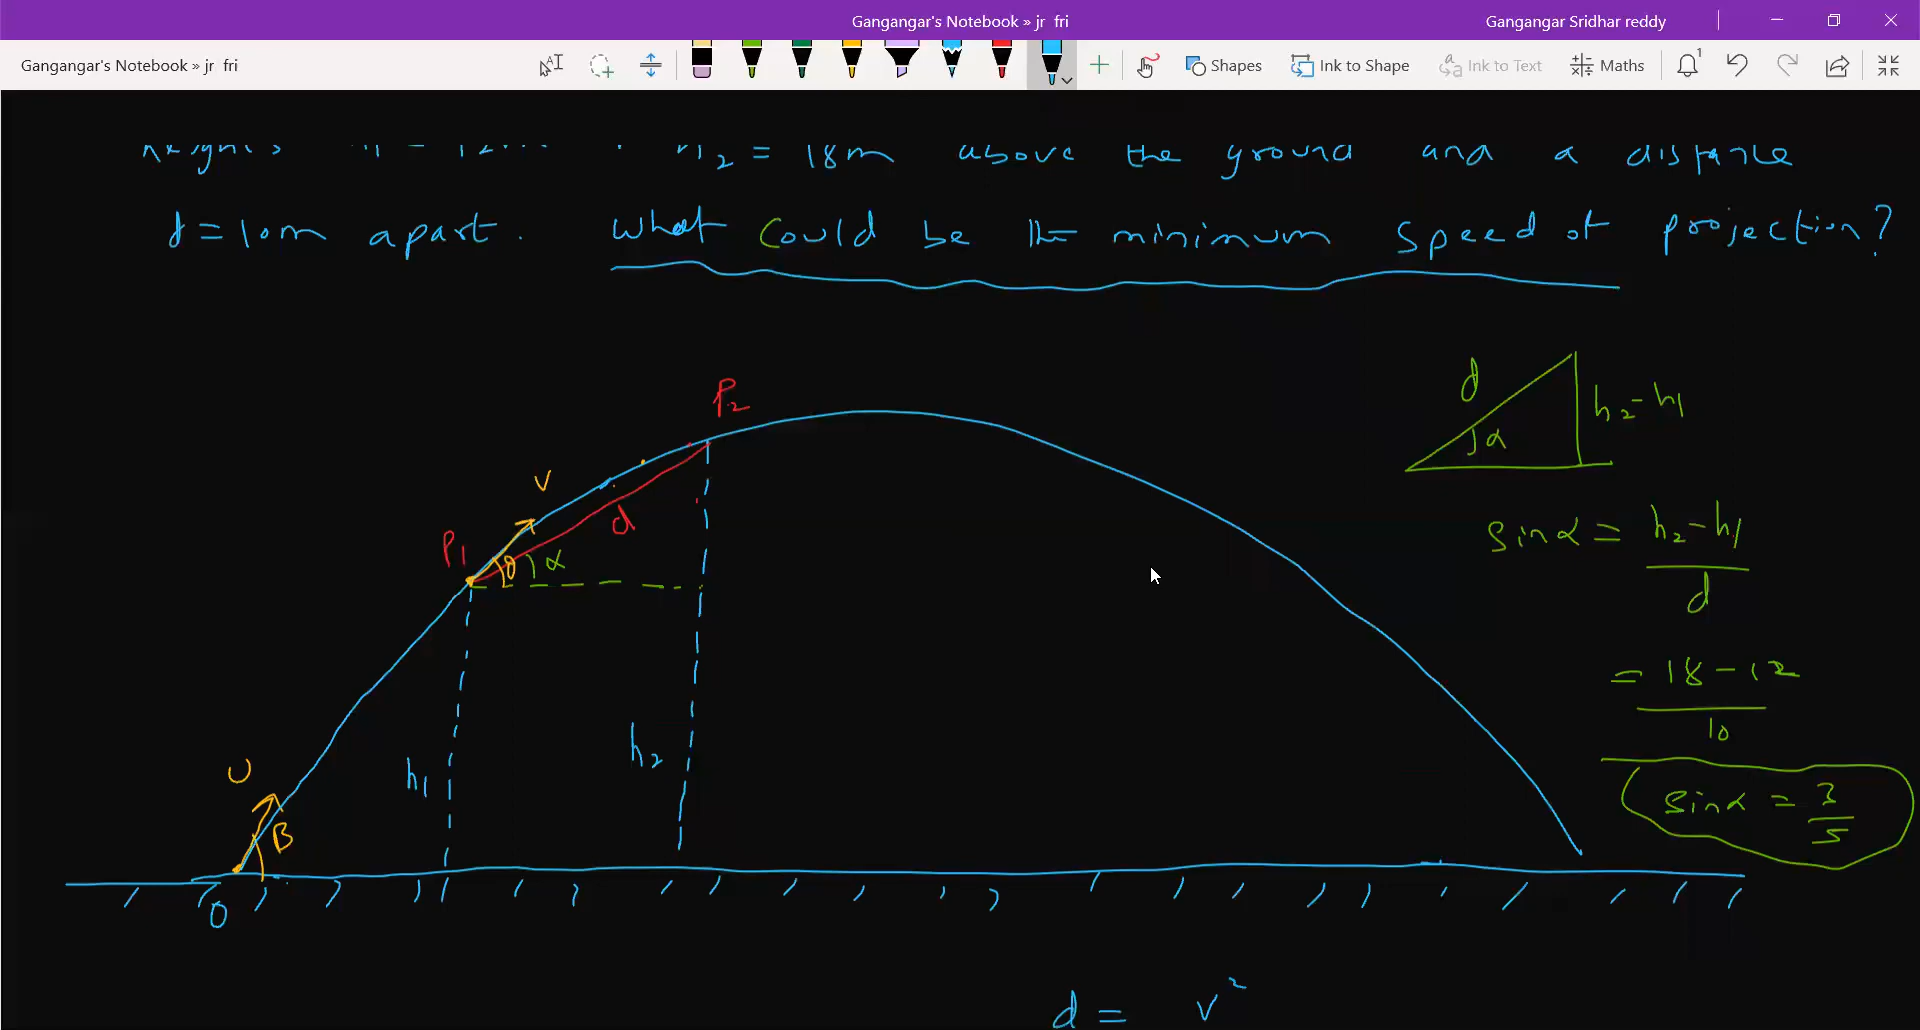 Gangangar's Notebook » jr fri
Gangangar Sridhar reddy
Gangangar's Notebook » jr fri
Shapes
Ink to Shape
Ink to Text
Maths
h2 = 18m above the ground and a distance
d = 10m apart. What could be the minimum speed of projection?
P2
d
h2-h1
α
V
P1
θ
α
d
sinα = h2-h1 / d
= 18-12 / 10
sinα = 3/5
h1
h2
U
B
O
d = v²